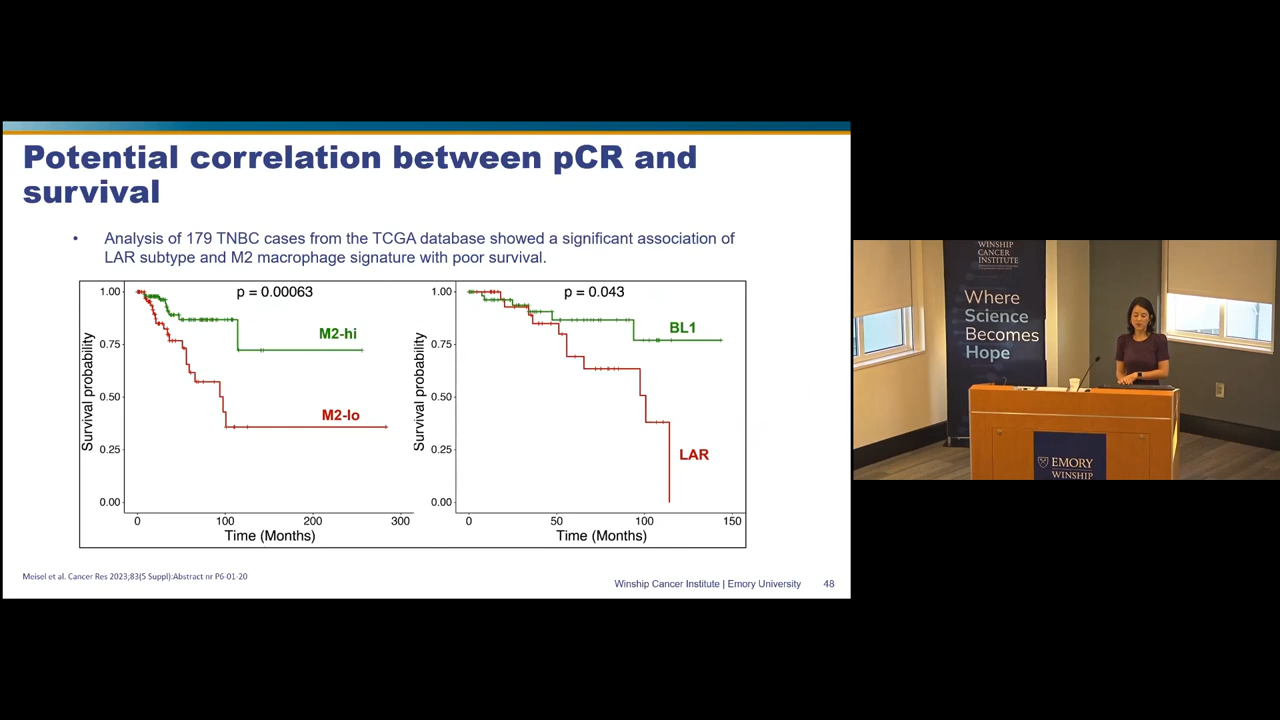 Potential correlation between pCR and
survival
• Analysis of 179 TNBC cases from the TCGA database showed a significant association of
LAR subtype and M2 macrophage signature with poor survival.
p = 0.00063
M2-hi
M2-lo
Survival probability
1.00
0.75
0.50
0.25
0.00
0
100
200
300
Time (Months)
p = 0.043
BL1
LAR
Survival probability
1.00
0.75
0.50
0.25
0.00
0
50
100
150
Time (Months)
Meisel et al. Cancer Res 2023;83(5 Suppl):Abstract nr P6-01-20
Winship Cancer Institute | Emory University 48
WINSHIP
CANCER
INSTITUTE
Where
Science
Becomes
Hope
EMORY
WINSHIP